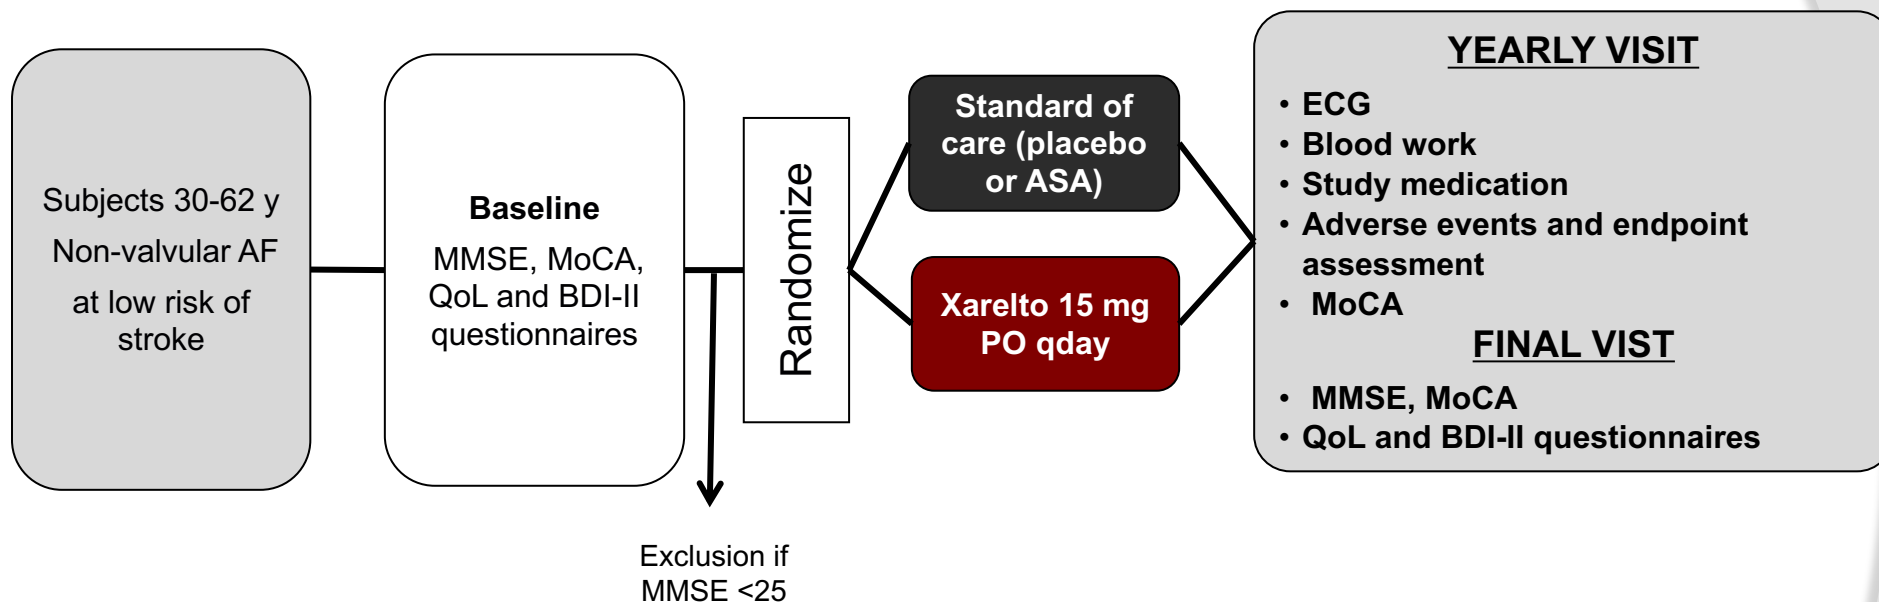 Subjects 30-62 y
Non-valvular AF
at low risk of
stroke
Baseline
MMSE, MoCA,
QoL and BDI-II
questionnaires
Exclusion if
MMSE <25
Randomize
Standard of
care (placebo
or ASA)
Xarelto 15 mg
PO qday
YEARLY VISIT
• ECG
• Blood work
• Study medication
• Adverse events and endpoint
assessment
• MoCA
FINAL VIST
• MMSE, MoCA
• QoL and BDI-II questionnaires